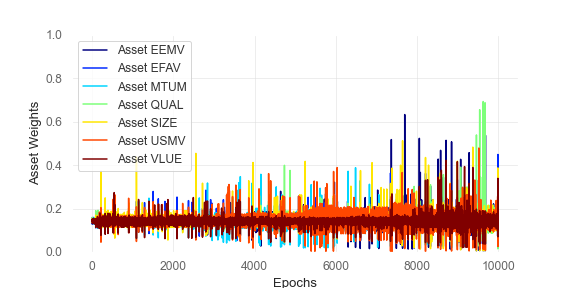 1.0
0.8
0.6
0.4
0.2
0.0
Asset Weights
Asset EEMV
Asset EFAV
Asset MTUM
Asset QUAL
Asset SIZE
Asset USMV
Asset VLUE
0 2000 4000 6000 8000 10000
Epochs